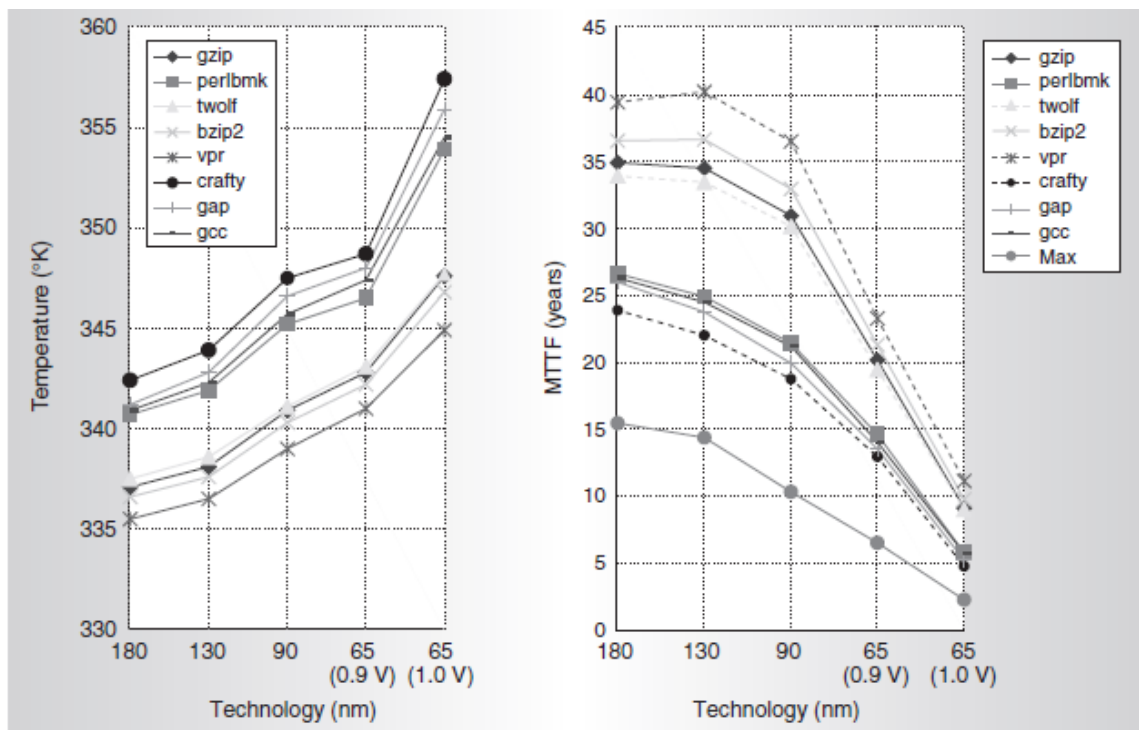 360
355
350
345
340
335
330
Temperature (°K)
gzip
perlbmk
twolf
bzip2
vpr
crafty
gap
gcc
180 130 90 65 65
(0.9 V) (1.0 V)
Technology (nm)
45
40
35
30
25
20
15
10
5
0
MTTF (years)
gzip
perlbmk
twolf
bzip2
vpr
crafty
gap
gcc
Max
180 130 90 65 65
(0.9 V) (1.0 V)
Technology (nm)